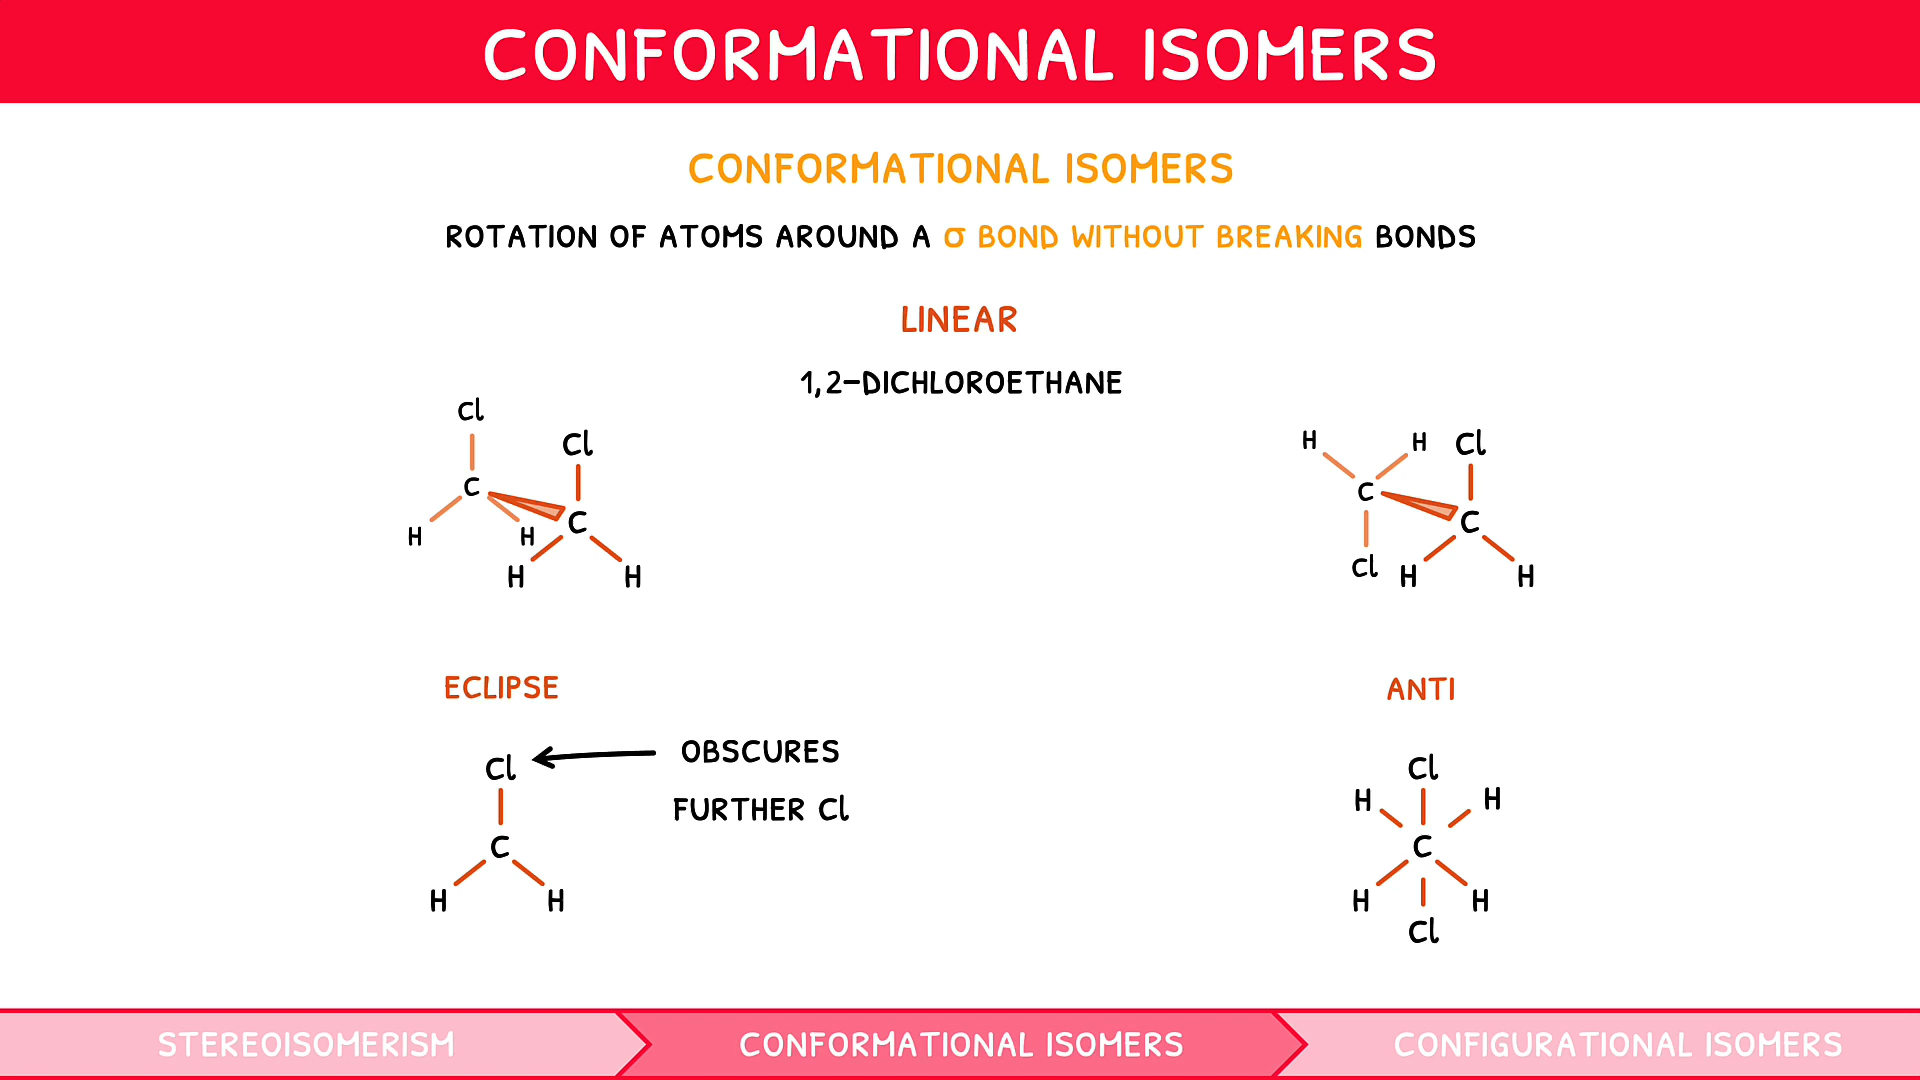 CONFORMATIONAL ISOMERS
CONFORMATIONAL ISOMERS
ROTATION OF ATOMS AROUND A σ BOND WITHOUT BREAKING BONDS
LINEAR
1,2-DICHLOROETHANE
Cl
Cl
C
H
H
C
H
H
H
H
Cl
C
C
Cl
H
H
ECLIPSE
ANTI
Cl
OBSCURES
FURTHER Cl
C
H
H
Cl
H
H
C
H
H
Cl
STEREOISOMERISM
CONFORMATIONAL ISOMERS
CONFIGURATIONAL ISOMERS